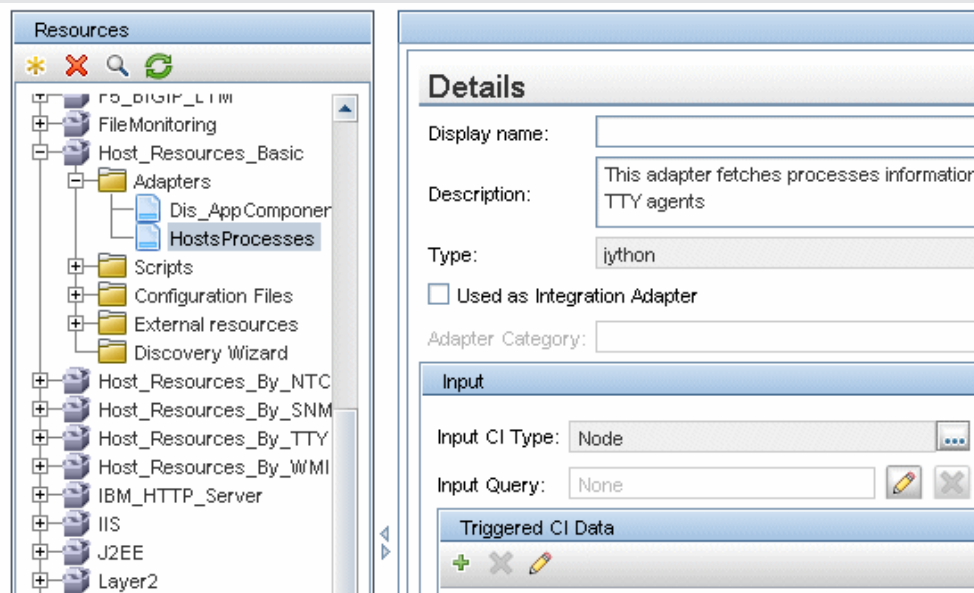 Resources
F5_BIGIP_LTM
FileMonitoring
Host_Resources_Basic
Adapters
Dis_AppComponen
HostsProcesses
Scripts
Configuration Files
External resources
Discovery Wizard
Host_Resources_By_NTC
Host_Resources_By_SNM
Host_Resources_By_TTY
Host_Resources_By_WMI
IBM_HTTP_Server
IIS
J2EE
Layer2
Details
Display name:
Description:
This adapter fetches processes information
TTY agents
Type:
jython
Used as Integration Adapter
Adapter Category:
Input
Input CI Type:
Node
...
Input Query:
None
Triggered CI Data